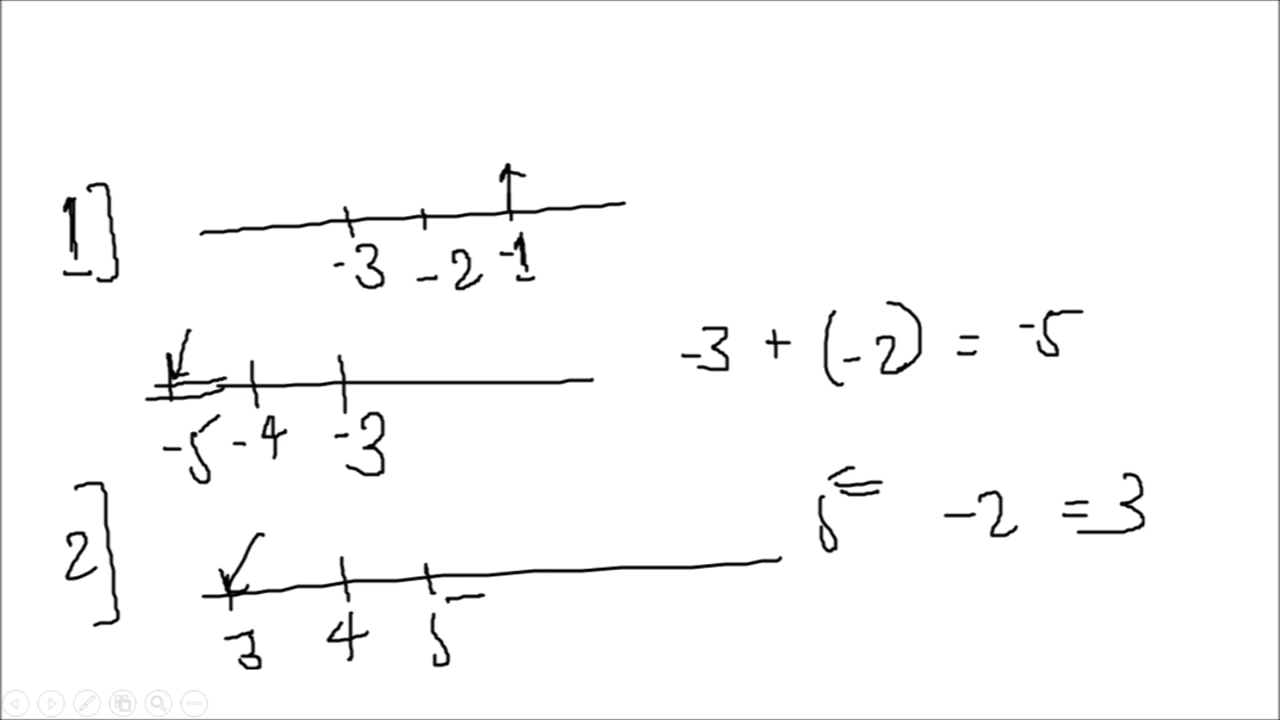 1]
-3 -2 -1
-3 + (-2) = -5
-5 -4 -3
2]
5 -2 = 3
3 4 5